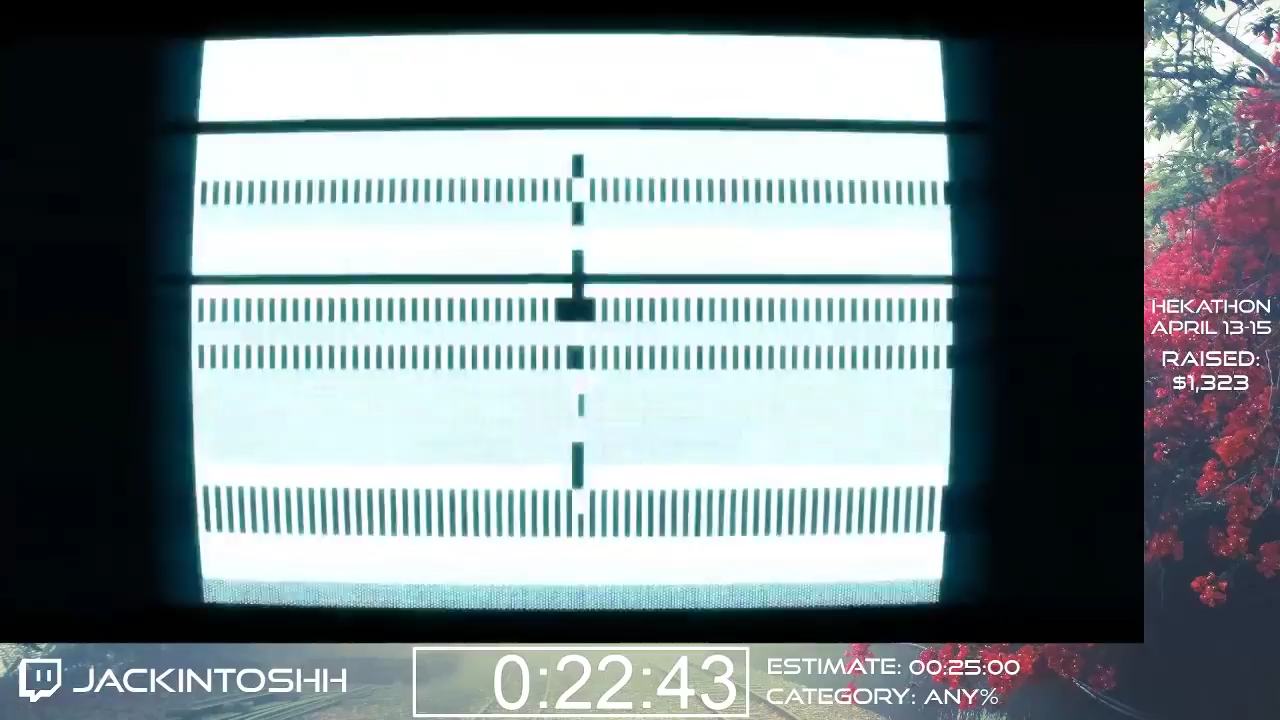 HEKATHON
APRIL 13-15
RAISED:
$1,323
JACKINTOSHH
0:22:43
ESTIMATE: 00:25:00
CATEGORY: ANY%